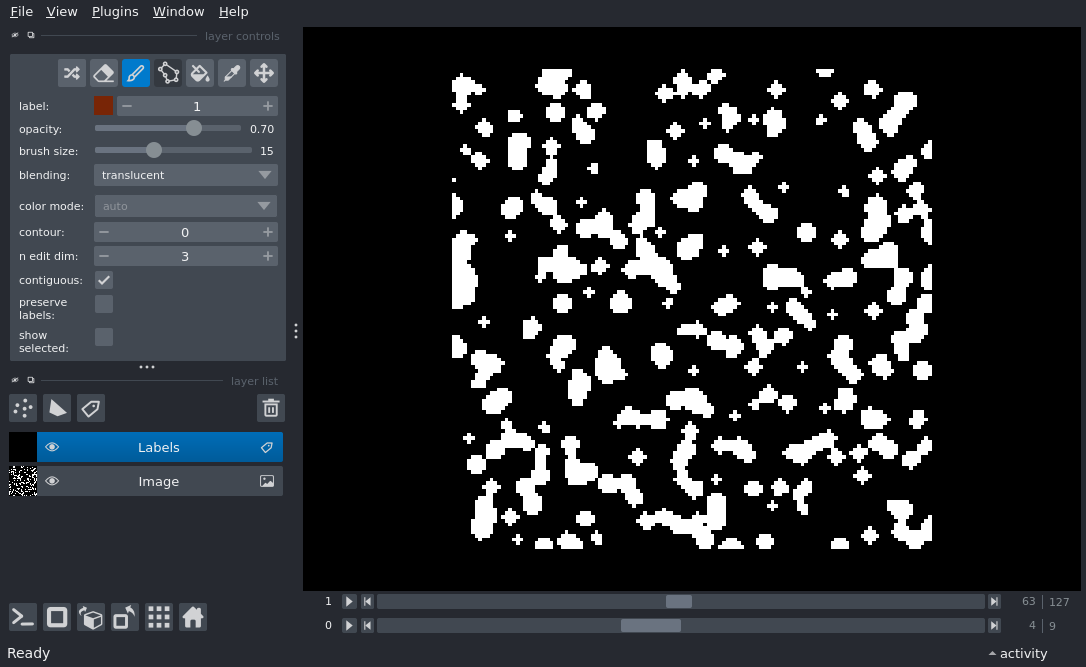 File View Plugins Window Help
layer controls
label: 1
opacity: 0.70
brush size: 15
blending: translucent
color mode: auto
contour: 0
n edit dim: 3
contiguous:
preserve
labels:
show
selected:
layer list
Labels
Image
1 63 127
0 4 9
Ready activity